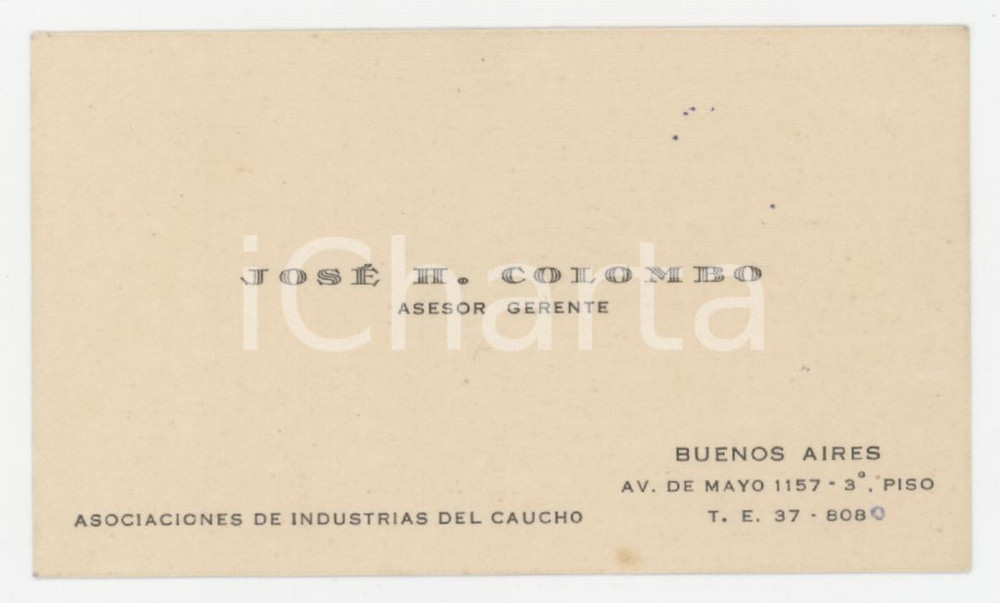 JOSÉ H. COLOMBO
ASESOR GERENTE
iCharta
BUENOS AIRES
AV. DE MAYO 1157 - 3°. PISO
T. E. 37 - 8080
ASOCIACIONES DE INDUSTRIAS DEL CAUCHO